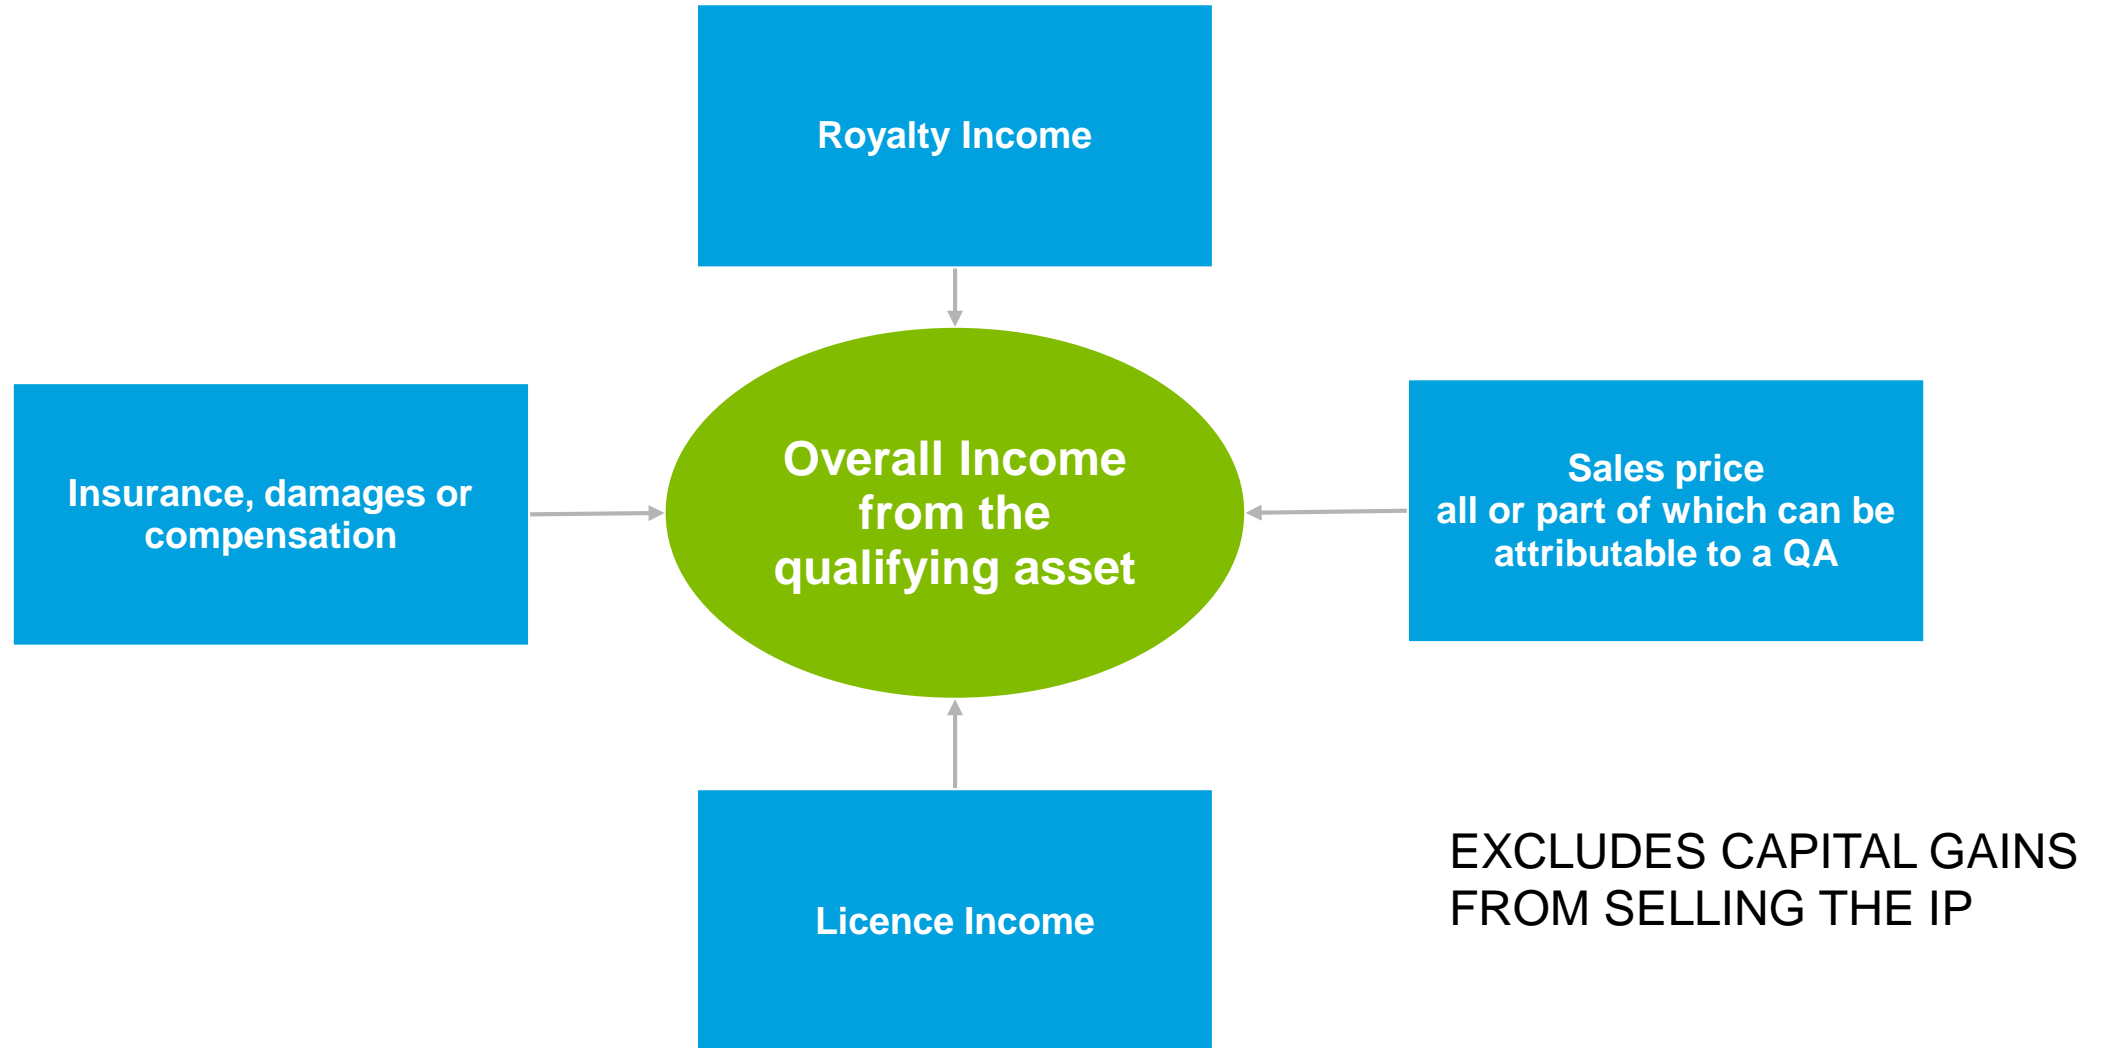 Royalty Income
Insurance, damages or
compensation
Overall Income
from the
qualifying asset
Sales price
all or part of which can be
attributable to a QA
Licence Income
EXCLUDES CAPITAL GAINS
FROM SELLING THE IP